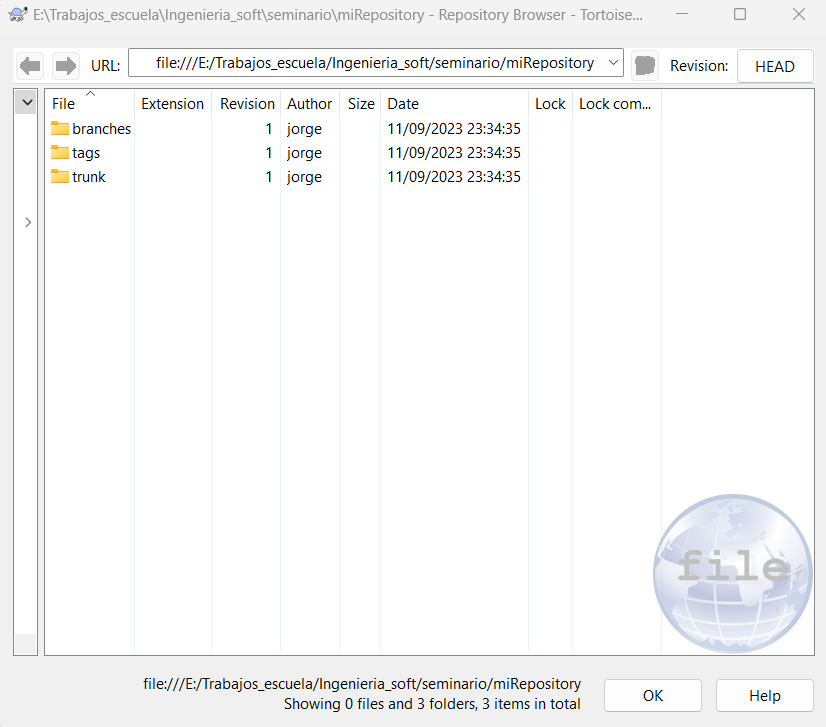 E:\Trabajos_escuela\Ingenieria_soft\seminario\miRepository - Repository Browser - Tortoise...
URL: file:///E:/Trabajos_escuela/Ingenieria_soft/seminario/miRepository Revision: HEAD
File Extension Revision Author Size Date Lock Lock com...
branches 1 jorge 11/09/2023 23:34:35
tags 1 jorge 11/09/2023 23:34:35
trunk 1 jorge 11/09/2023 23:34:35
file
file:///E:/Trabajos_escuela/Ingenieria_soft/seminario/miRepository
Showing 0 files and 3 folders, 3 items in total
OK Help